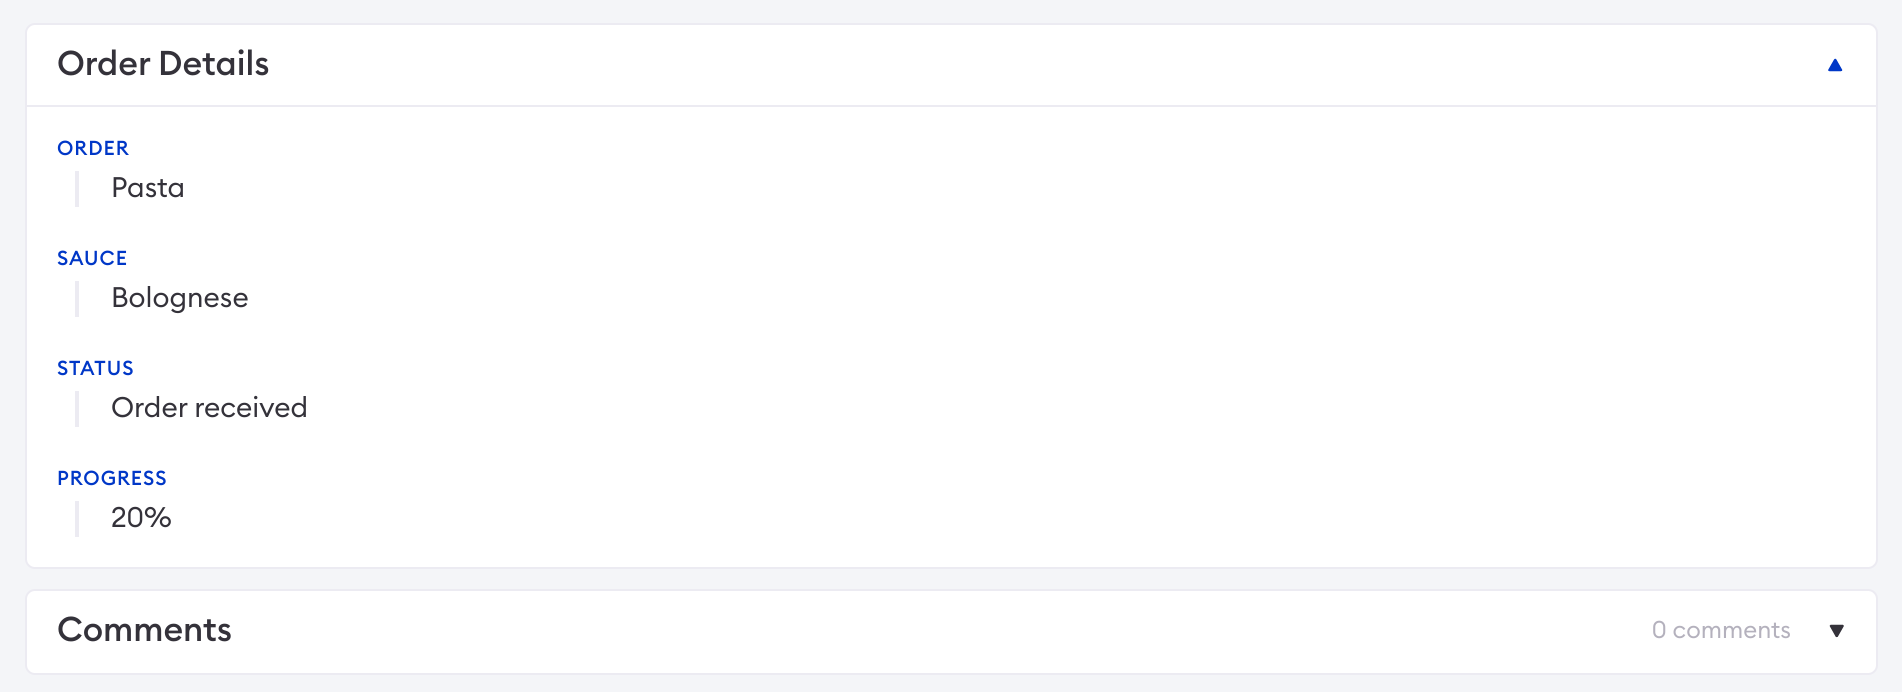 Order Details
ORDER
Pasta
SAUCE
Bolognese
STATUS
Order received
PROGRESS
20%
Comments
0 comments